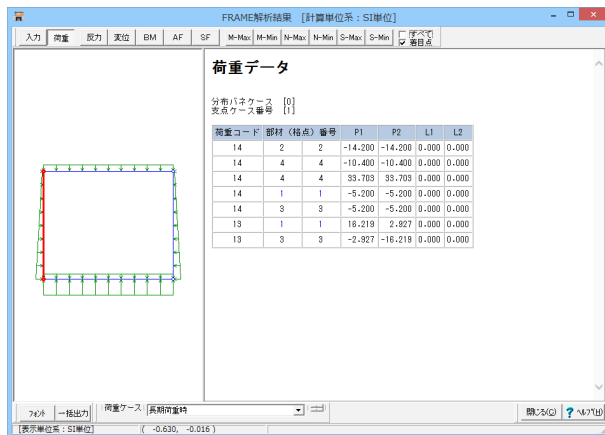 FRAME解析結果 [計算単位系:SI単位]
入力 荷重 反力 変位 BM AF SF M-Max M-Min N-Max N-Min S-Max S-Min すべて
着目点
荷重データ
分布バネケース [0]
支点ケース番号 [1]
荷重コード 部材(格点)番号 P1 P2 L1 L2
14 2 2 -14.200 -14.200 0.000 0.000
14 4 4 -10.400 -10.400 0.000 0.000
14 4 4 33.703 33.703 0.000 0.000
14 1 1 -5.200 -5.200 0.000 0.000
14 3 3 -5.200 -5.200 0.000 0.000
13 1 1 16.219 2.927 0.000 0.000
13 3 3 -2.927 -16.219 0.000 0.000
フォント 一括出力 荷重ケース 長期荷重時 閉じる(C) ? ヘルプ(H)
[表示単位系:SI単位] ( -0.630, -0.016 )